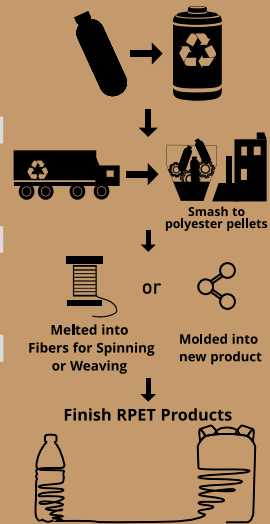 Smash to
polyester pellets
or
Melted into
Fibers for Spinning
or Weaving
Molded into
new product
Finish RPET Products